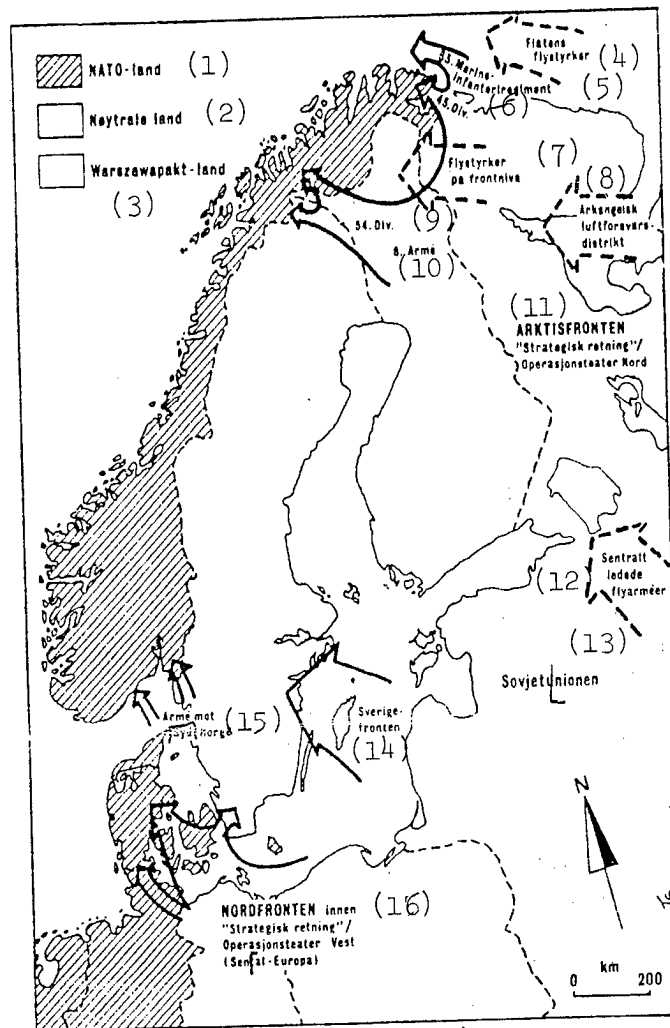 NATO-land (1)
Nøytrale land (2)
Warszawapakt-land
(3)
Flåtens
flystyrker (4)
(5)
63. Marine-
infanteriregiment
(6)
45. Div.
Flystyrker
på frontnivå
(7)
(8)
Arkangelsk
luftforsvars-
distrikt
(9)
54. Div.
6. Armé
(10)
(11)
ARKTISFRONTEN
"Strategisk retning"/
Operasjonsteater Nord
(12)
Sentralt
ledede
flyarméer
(13)
Sovjetunionen
Armé mot
(15)
Sverige-
fronten
(14)
N
NORDFRONTEN innen (16)
"Strategisk retning"/
Operasjonsteater Vest
(Sentral-Europa)
km
0 200